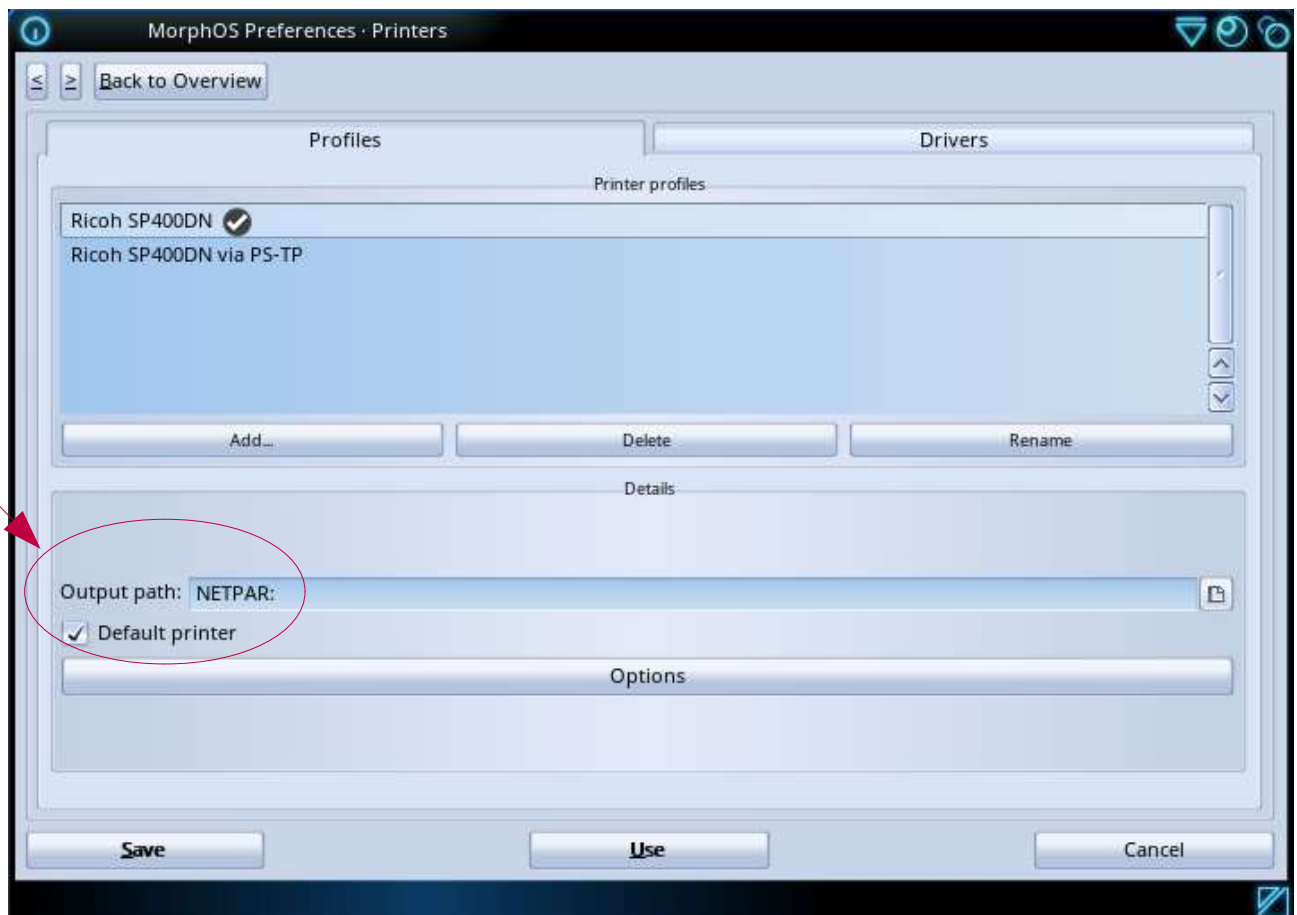 MorphOS Preferences · Printers
< > Back to Overview
Profiles Drivers
Printer profiles
Ricoh SP400DN
Ricoh SP400DN via PS-TP
Add... Delete Rename
Details
Output path: NETPAR:
Default printer
Options
Save Use Cancel